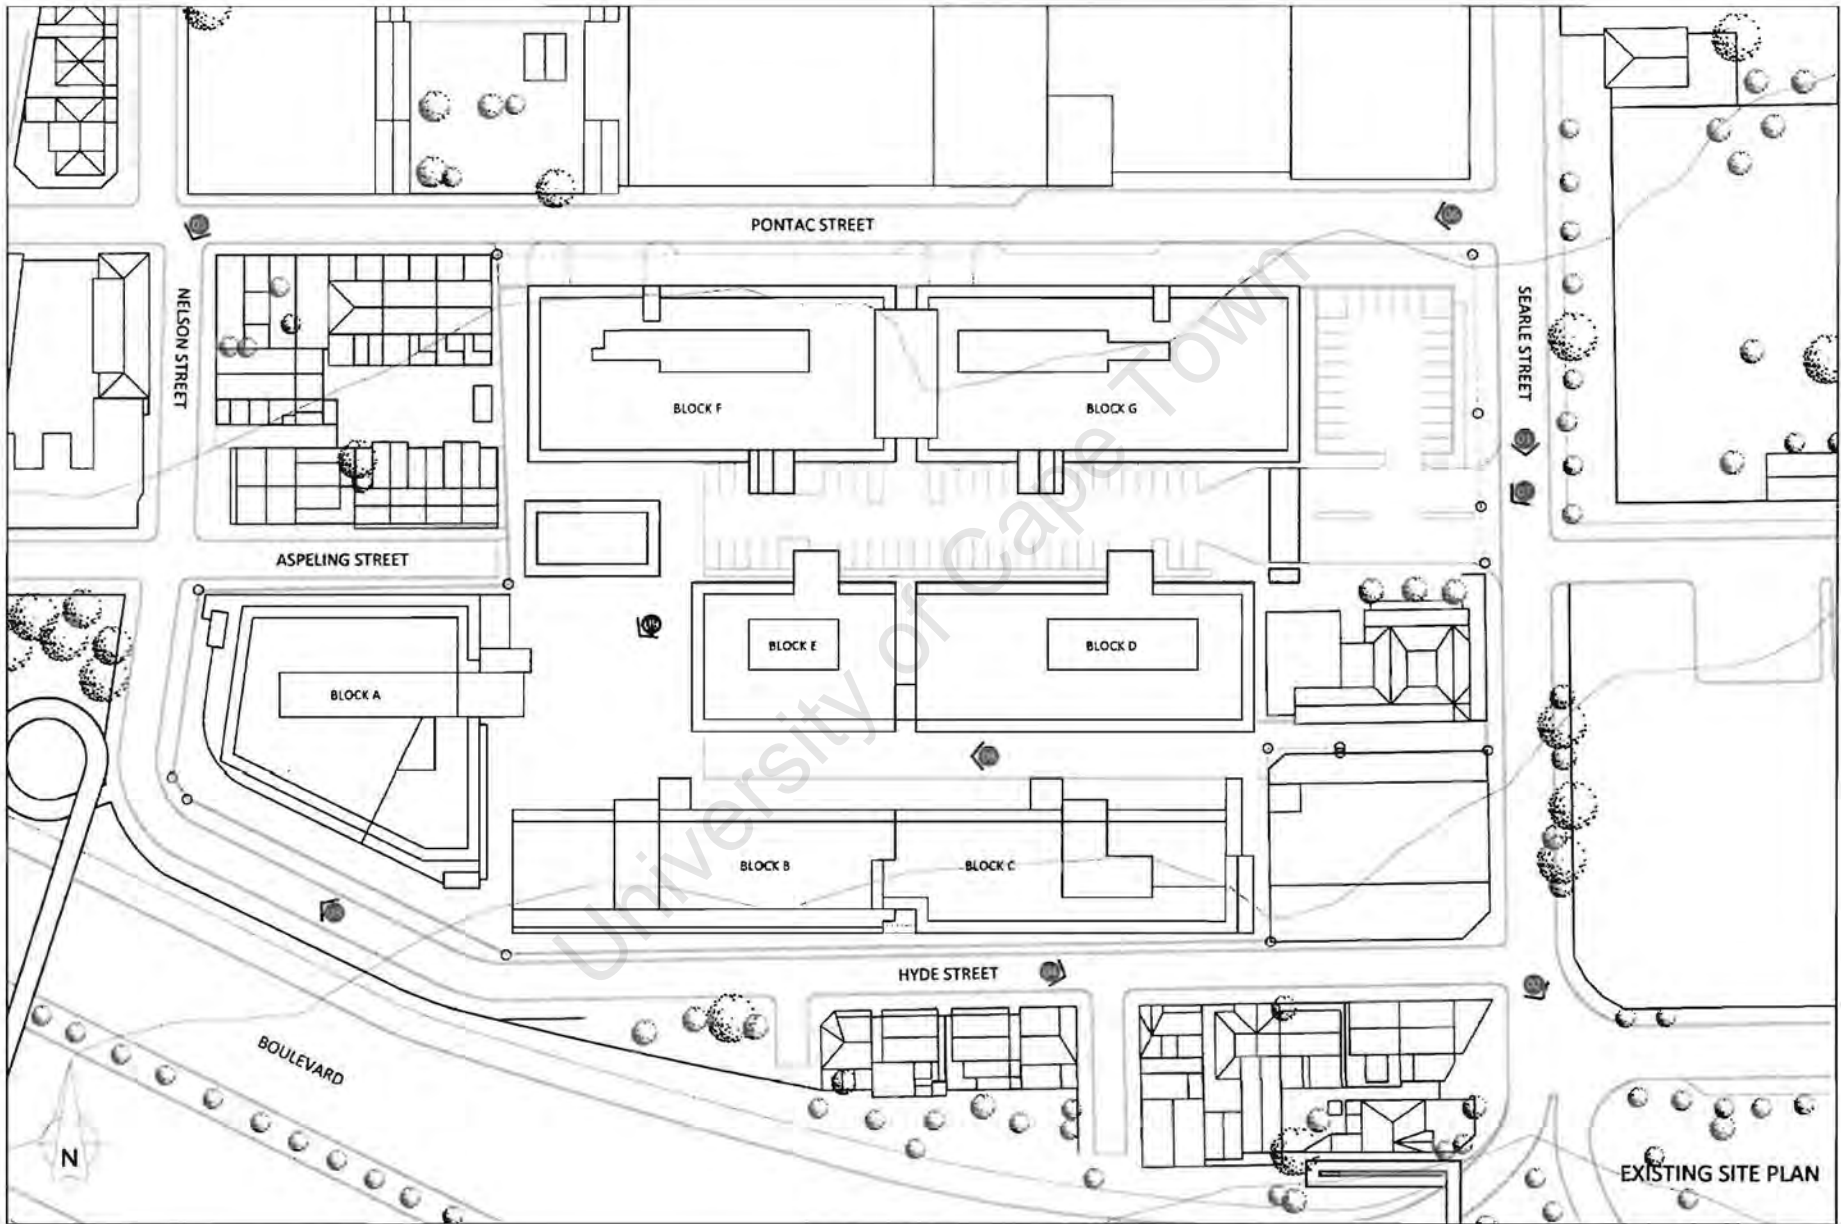 PONTAC STREET
NELSON STREET
SEARLE STREET
BLOCK F
BLOCK G
ASPELING STREET
BLOCK E
BLOCK D
BLOCK A
BLOCK B
BLOCK C
HYDE STREET
BOULEVARD
N
EXISTING SITE PLAN
University of Cape Town